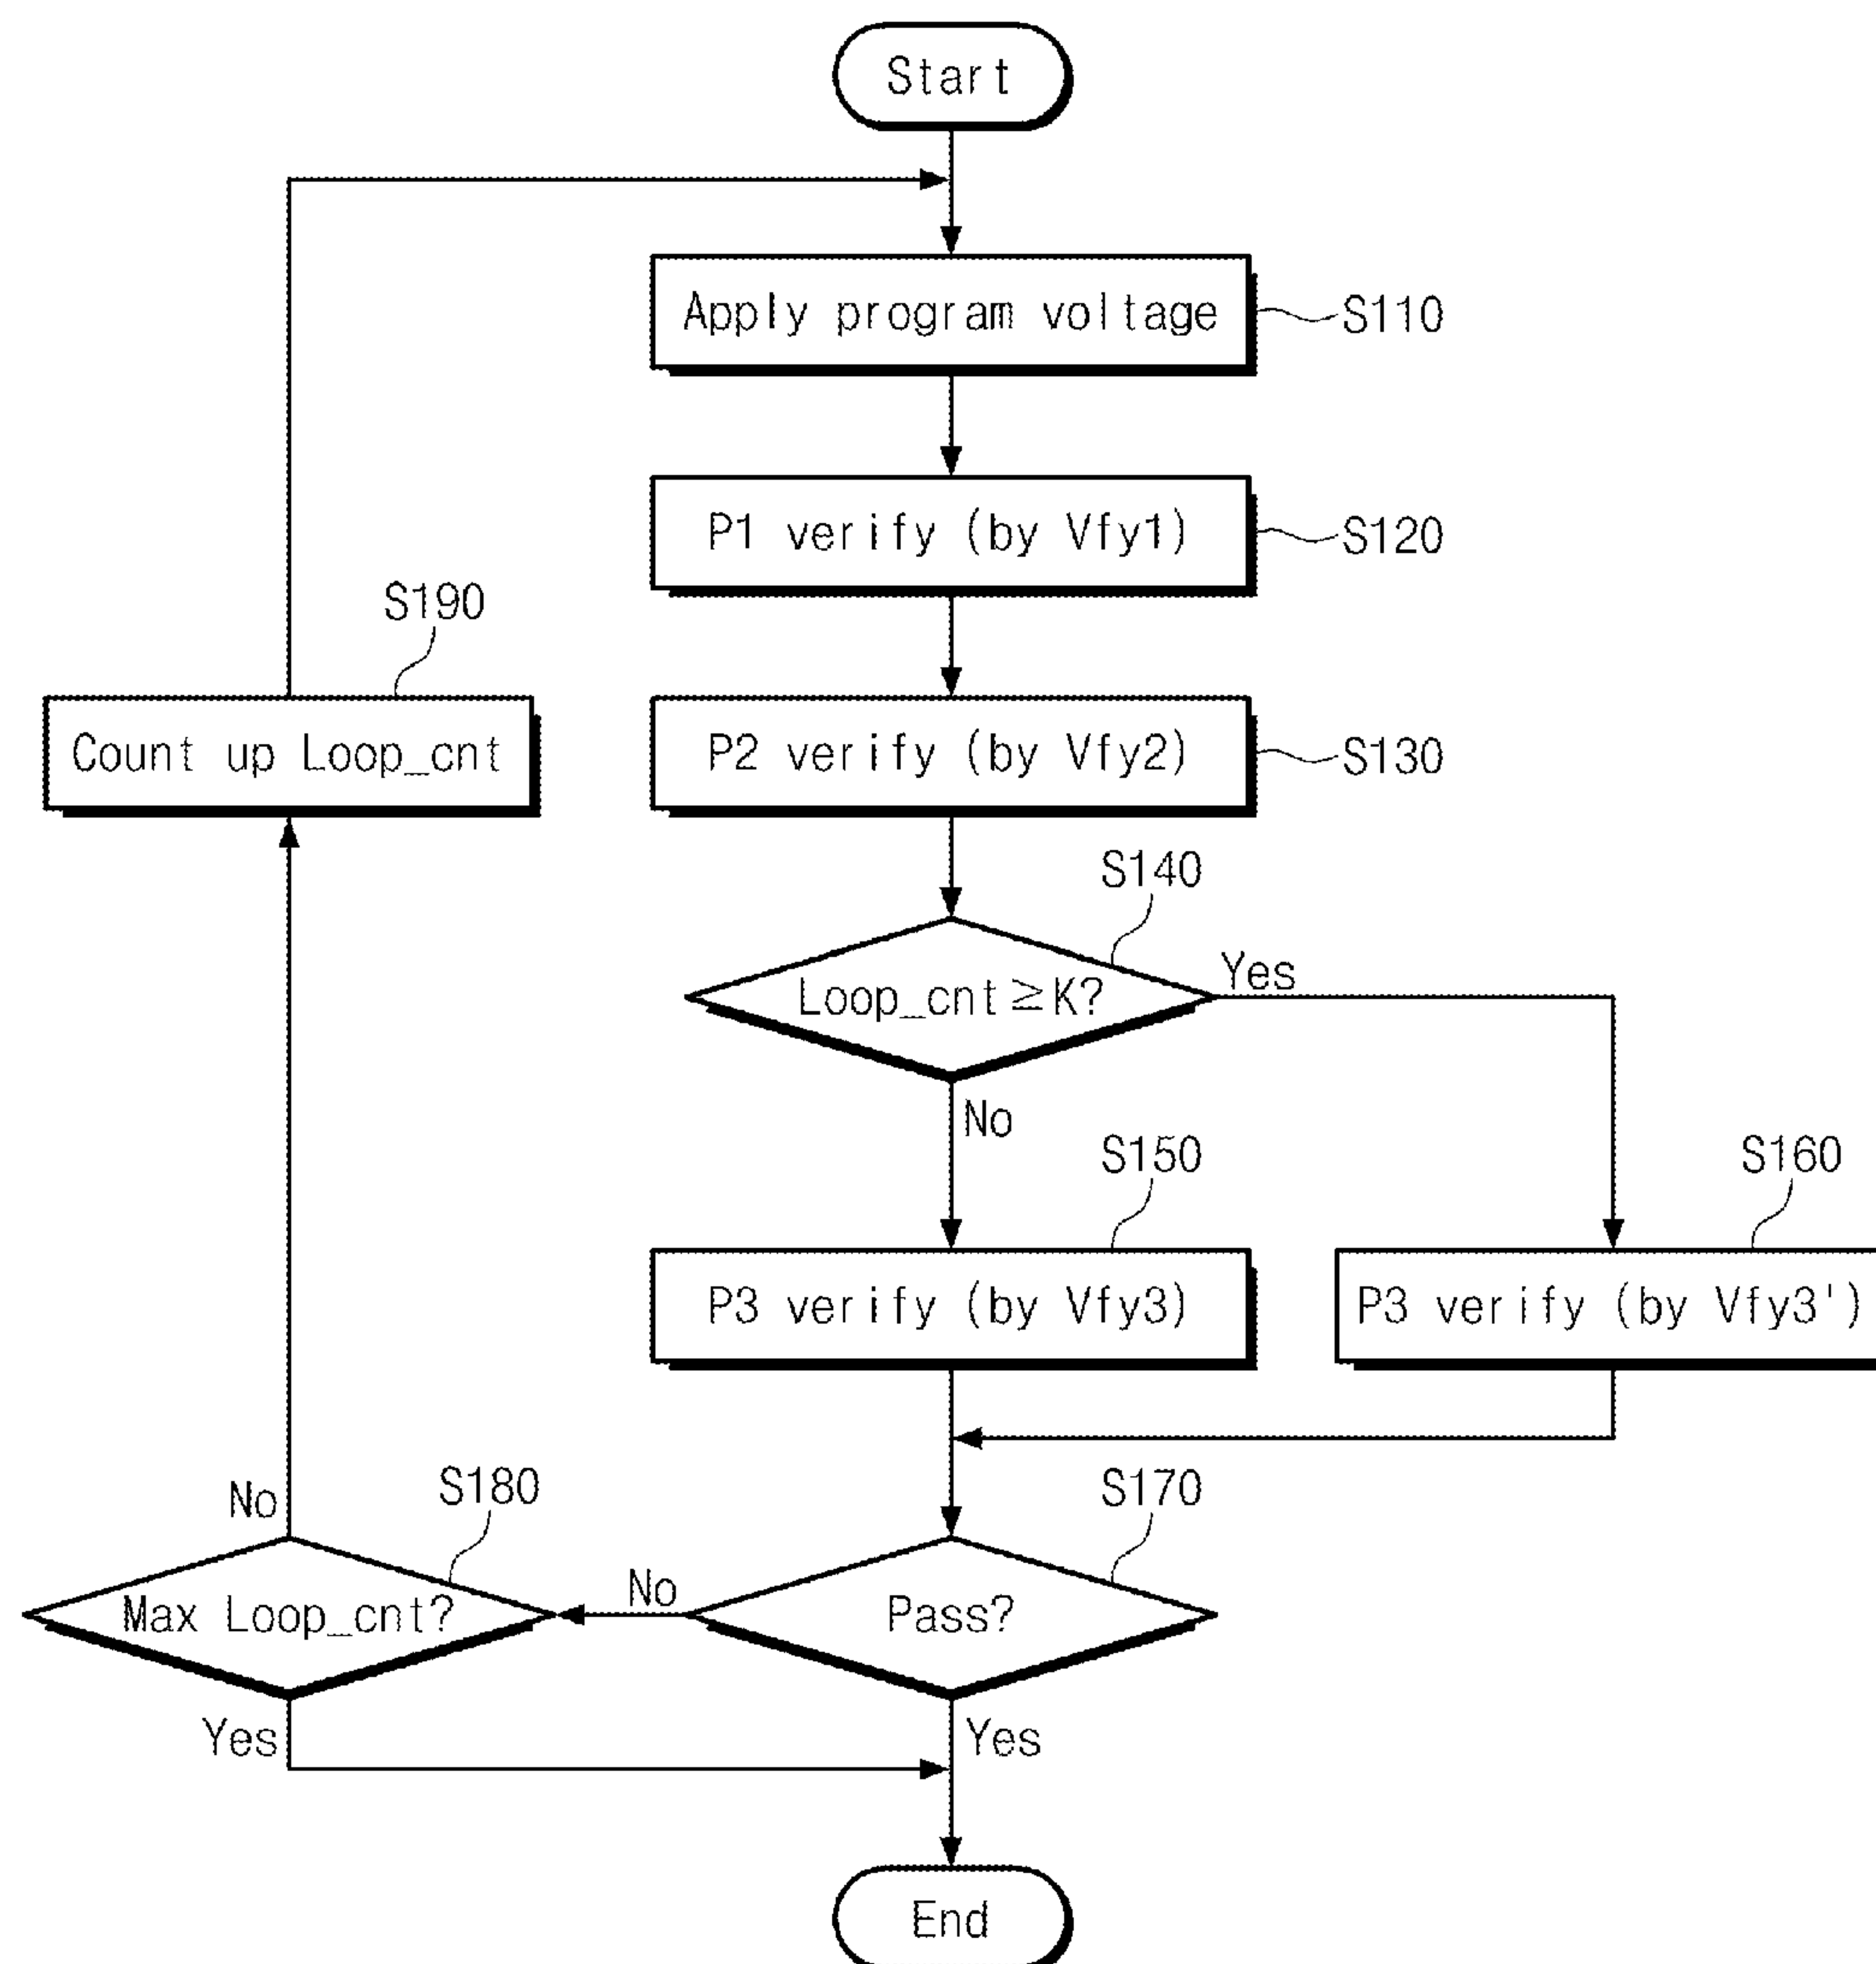 Start
Apply program voltage
S110
P1 verify (by Vfy1)
S120
S190
Count up Loop_cnt
P2 verify (by Vfy2)
S130
S140
Loop_cnt≥K?
Yes
No
S150
S160
P3 verify (by Vfy3)
P3 verify (by Vfy3')
No
S180
S170
Max Loop_cnt?
No
Pass?
Yes
Yes
End